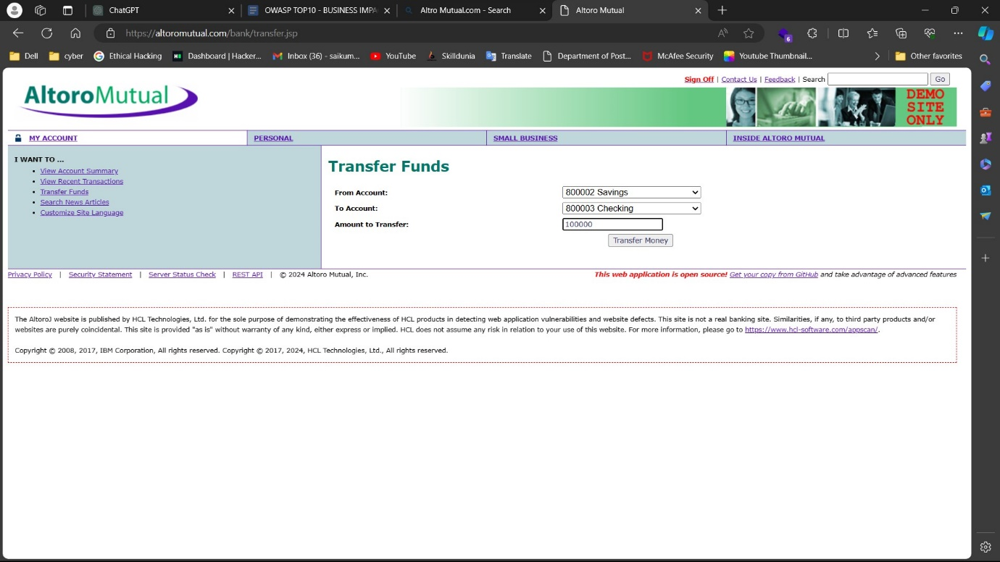 ChatGPT
OWASP TOP10 - BUSINESS IMPA
Altro Mutual.com - Search
Altoro Mutual
https://altoromutual.com/bank/transfer.jsp
6
Dell
cyber
Ethical Hacking
Dashboard | Hacker...
Inbox (36) - saikum...
YouTube
Skilldunia
Translate
Department of Post...
McAfee Security
Youtube Thumbnail...
Other favorites
Sign Off | Contact Us | Feedback | Search
Go
AltoroMutual
DEMO
SITE
ONLY
MY ACCOUNT
PERSONAL
SMALL BUSINESS
INSIDE ALTORO MUTUAL
I WANT TO ...
• View Account Summary
• View Recent Transactions
• Transfer Funds
• Search News Articles
• Customize Site Language
Transfer Funds
From Account: 800002 Savings
To Account: 800003 Checking
Amount to Transfer: 100000
Transfer Money
Privacy Policy | Security Statement | Server Status Check | REST API | © 2024 Altoro Mutual, Inc.
This web application is open source! Get your copy from GitHub and take advantage of advanced features
The AltoroJ website is published by HCL Technologies, Ltd. for the sole purpose of demonstrating the effectiveness of HCL products in detecting web application vulnerabilities and website defects. This site is not a real banking site. Similarities, if any, to third party products and/or
websites are purely coincidental. This site is provided "as is" without warranty of any kind, either express or implied. HCL does not assume any risk in relation to your use of this website. For more information, please go to https://www.hcl-software.com/appscan/.
Copyright © 2008, 2017, IBM Corporation, All rights reserved. Copyright © 2017, 2024, HCL Technologies, Ltd., All rights reserved.